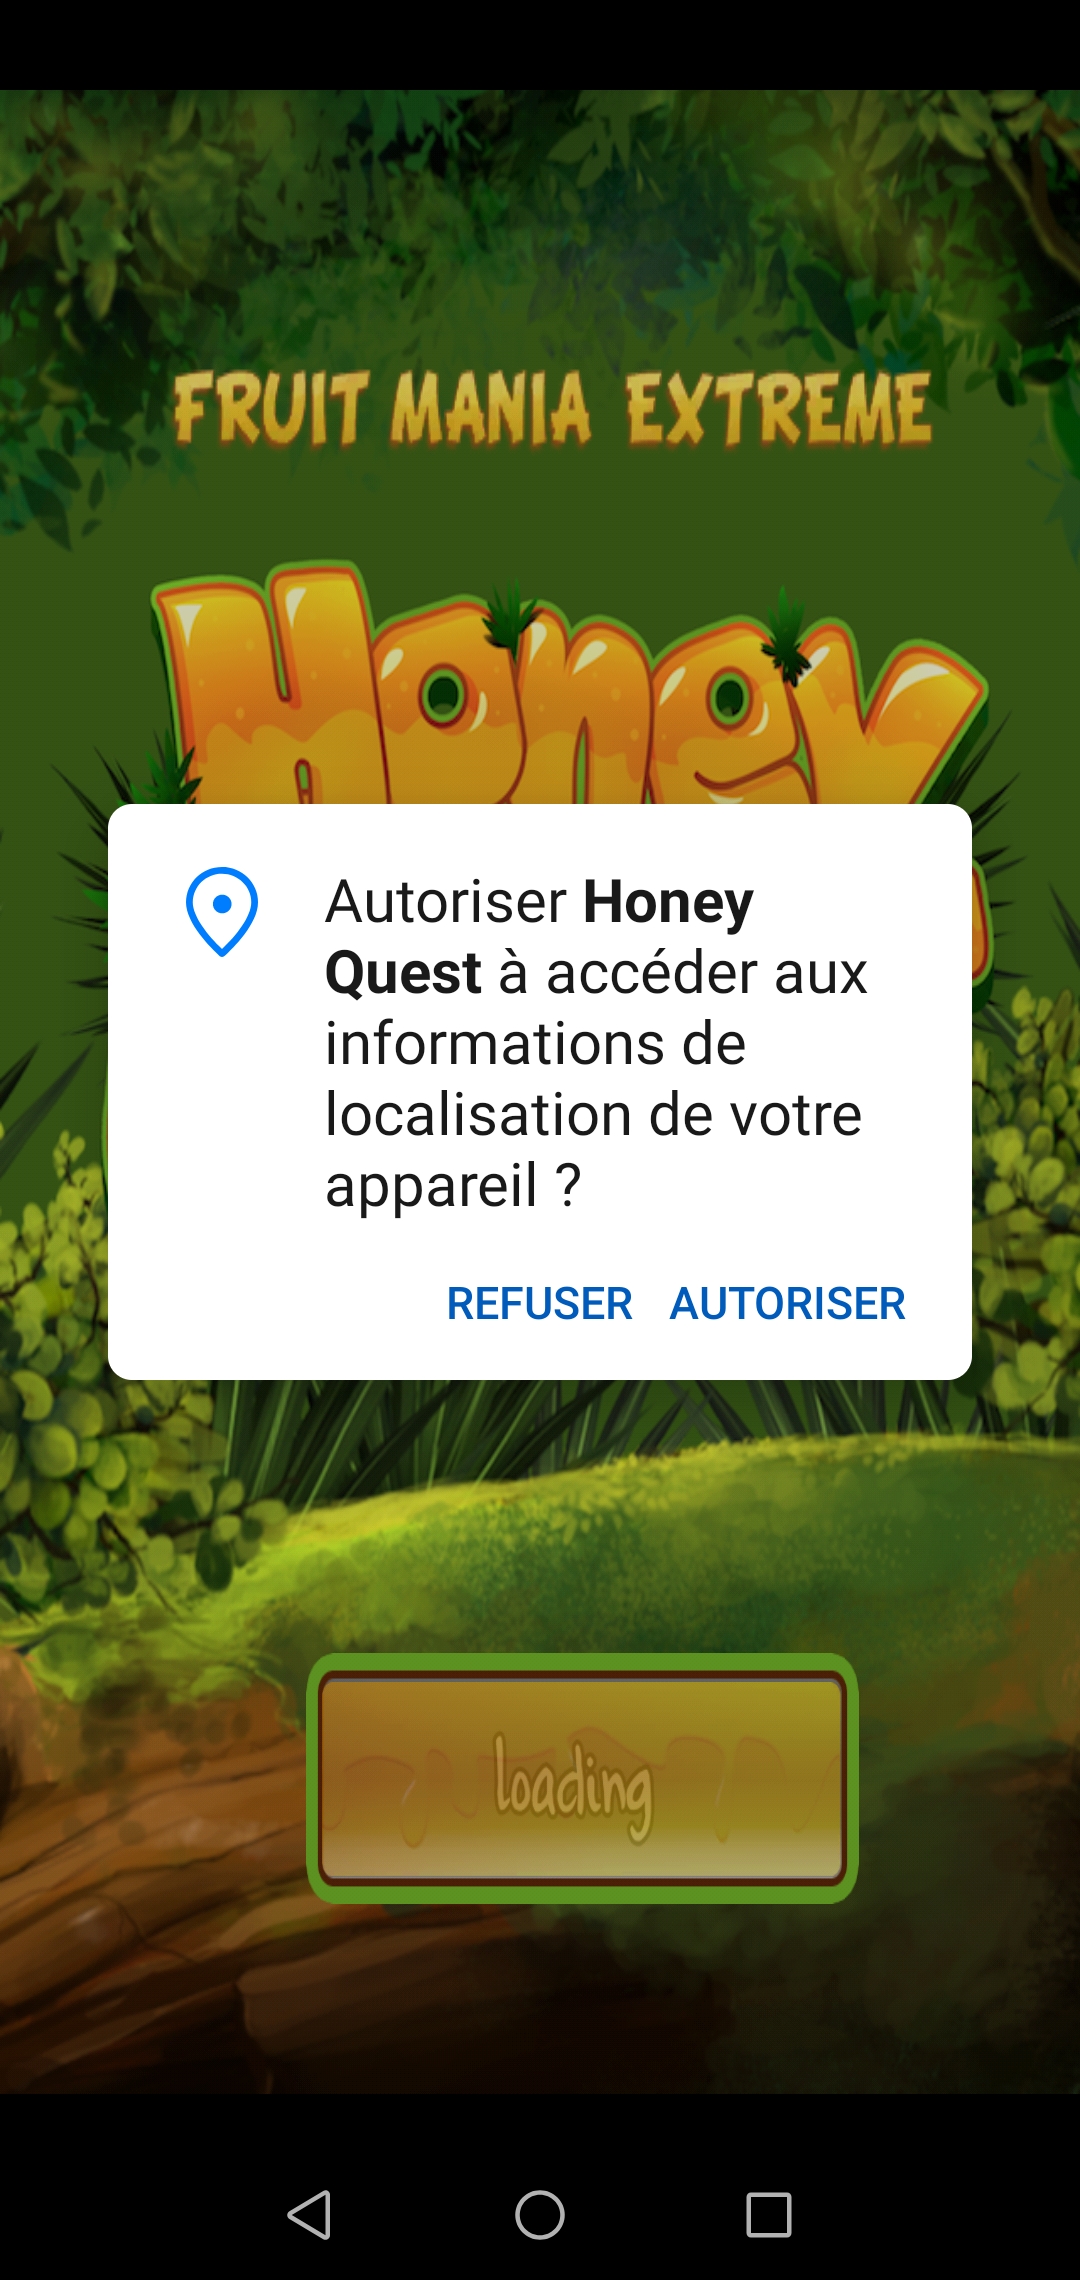 FRUIT MANIA EXTREME
Honey
Autoriser Honey
Quest à accéder aux
informations de
localisation de votre
appareil ?
REFUSER AUTORISER
loading